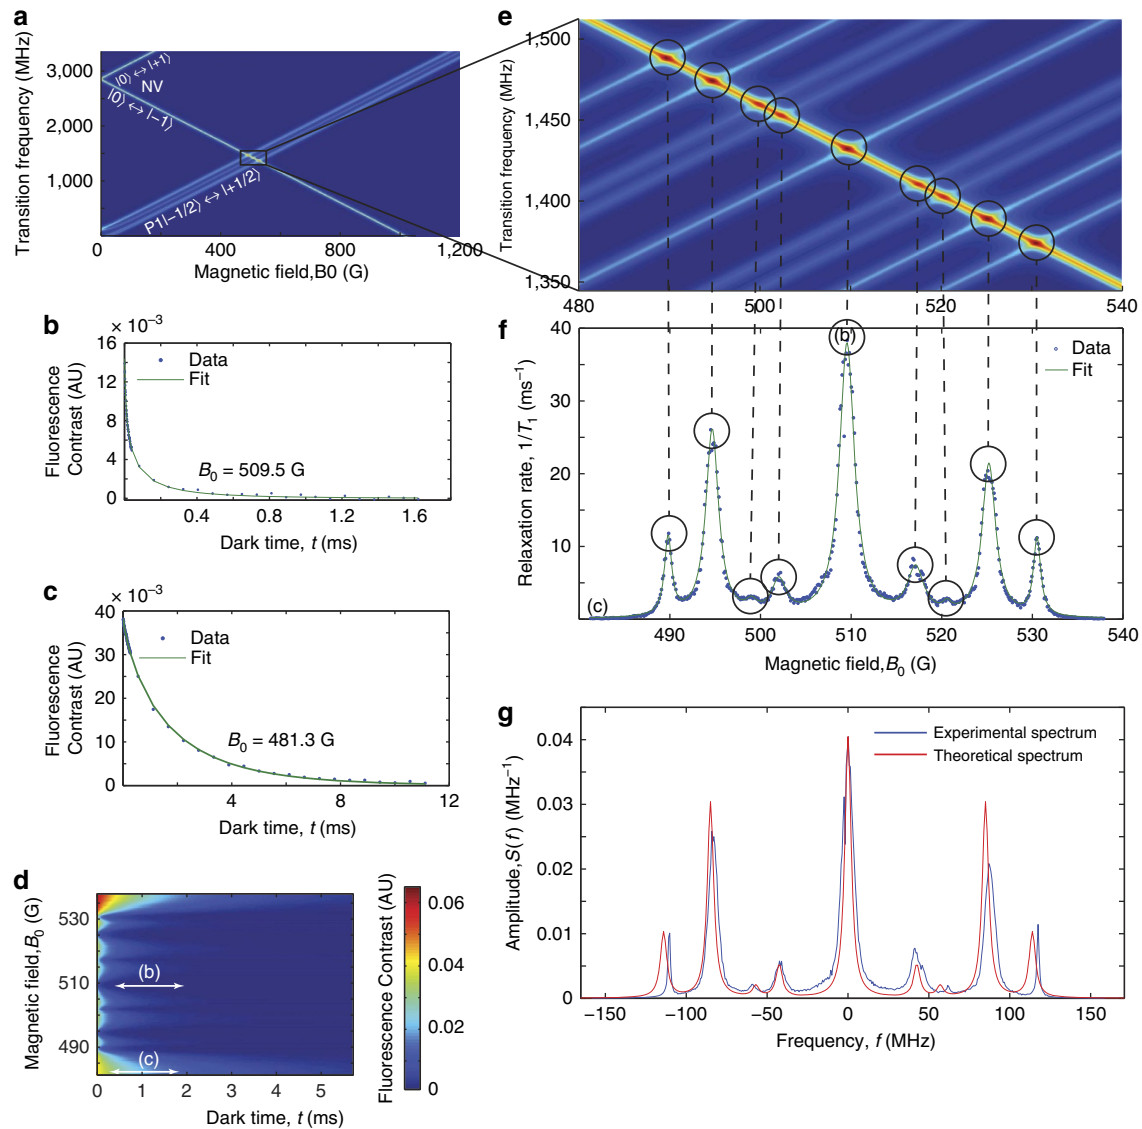 a
Transition frequency (MHz)
3,000
2,000
1,000
|0⟩ ↔ |+1⟩
NV
|0⟩ ↔ |−1⟩
P1|−1/2⟩ ↔ |+1/2⟩
0
400
800
1,200
Magnetic field,B0 (G)
b
× 10−3
Fluorescence
Contrast (AU)
16
12
8
4
0
Data
Fit
B0 = 509.5 G
0.4
0.8
1.2
1.6
Dark time, t (ms)
c
× 10−3
Fluorescence
Contrast (AU)
40
30
20
10
0
Data
Fit
B0 = 481.3 G
0
4
8
12
Dark time, t (ms)
d
Magnetic field,B0 (G)
530
510
490
(b)
(c)
0
1
2
3
4
5
Dark time, t (ms)
Fluorescence Contrast (AU)
0.06
0.04
0.02
0
e
Transition frequency (MHz)
1,500
1,450
1,400
1,345
480
500
520
540
f
Relaxation rate, 1/T1 (ms−1)
40
30
20
10
(b)
(c)
Data
Fit
490
500
510
520
530
540
Magnetic field,B0 (G)
g
Amplitude,S(f) (MHz−1)
0.04
0.03
0.02
0.01
0
Experimental spectrum
Theoretical spectrum
−150
−100
−50
0
50
100
150
Frequency, f (MHz)